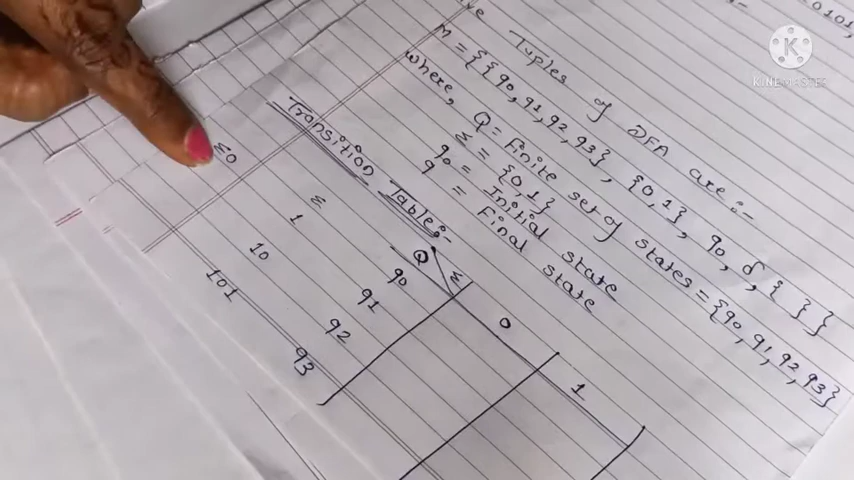 0101,
K
KINEMASTER
Tuples of DFA are:-
M = {{q0, q1, q2, q3}, {0,1}, q0, δ, { }}
where, Q = Finite set of states = {q0, q1, q2, q3}
Σ = {0,1}
q0 = Initial state
q = Final state
Transition Table:-
Q Σ 0 1
ε q0
1 q1
10 q2
101 q3